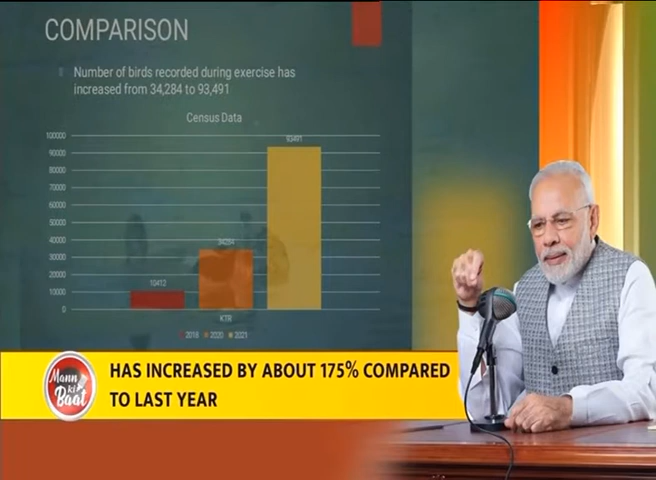 COMPARISON
Number of birds recorded during exercise has
increased from 34,284 to 93,491
Census Data
100000
90000
80000
70000
60000
50000
40000
30000
20000
10000
0
93491
34284
10412
KTR
2018 2020 2021
Mann
ki
Baat
HAS INCREASED BY ABOUT 175% COMPARED
TO LAST YEAR